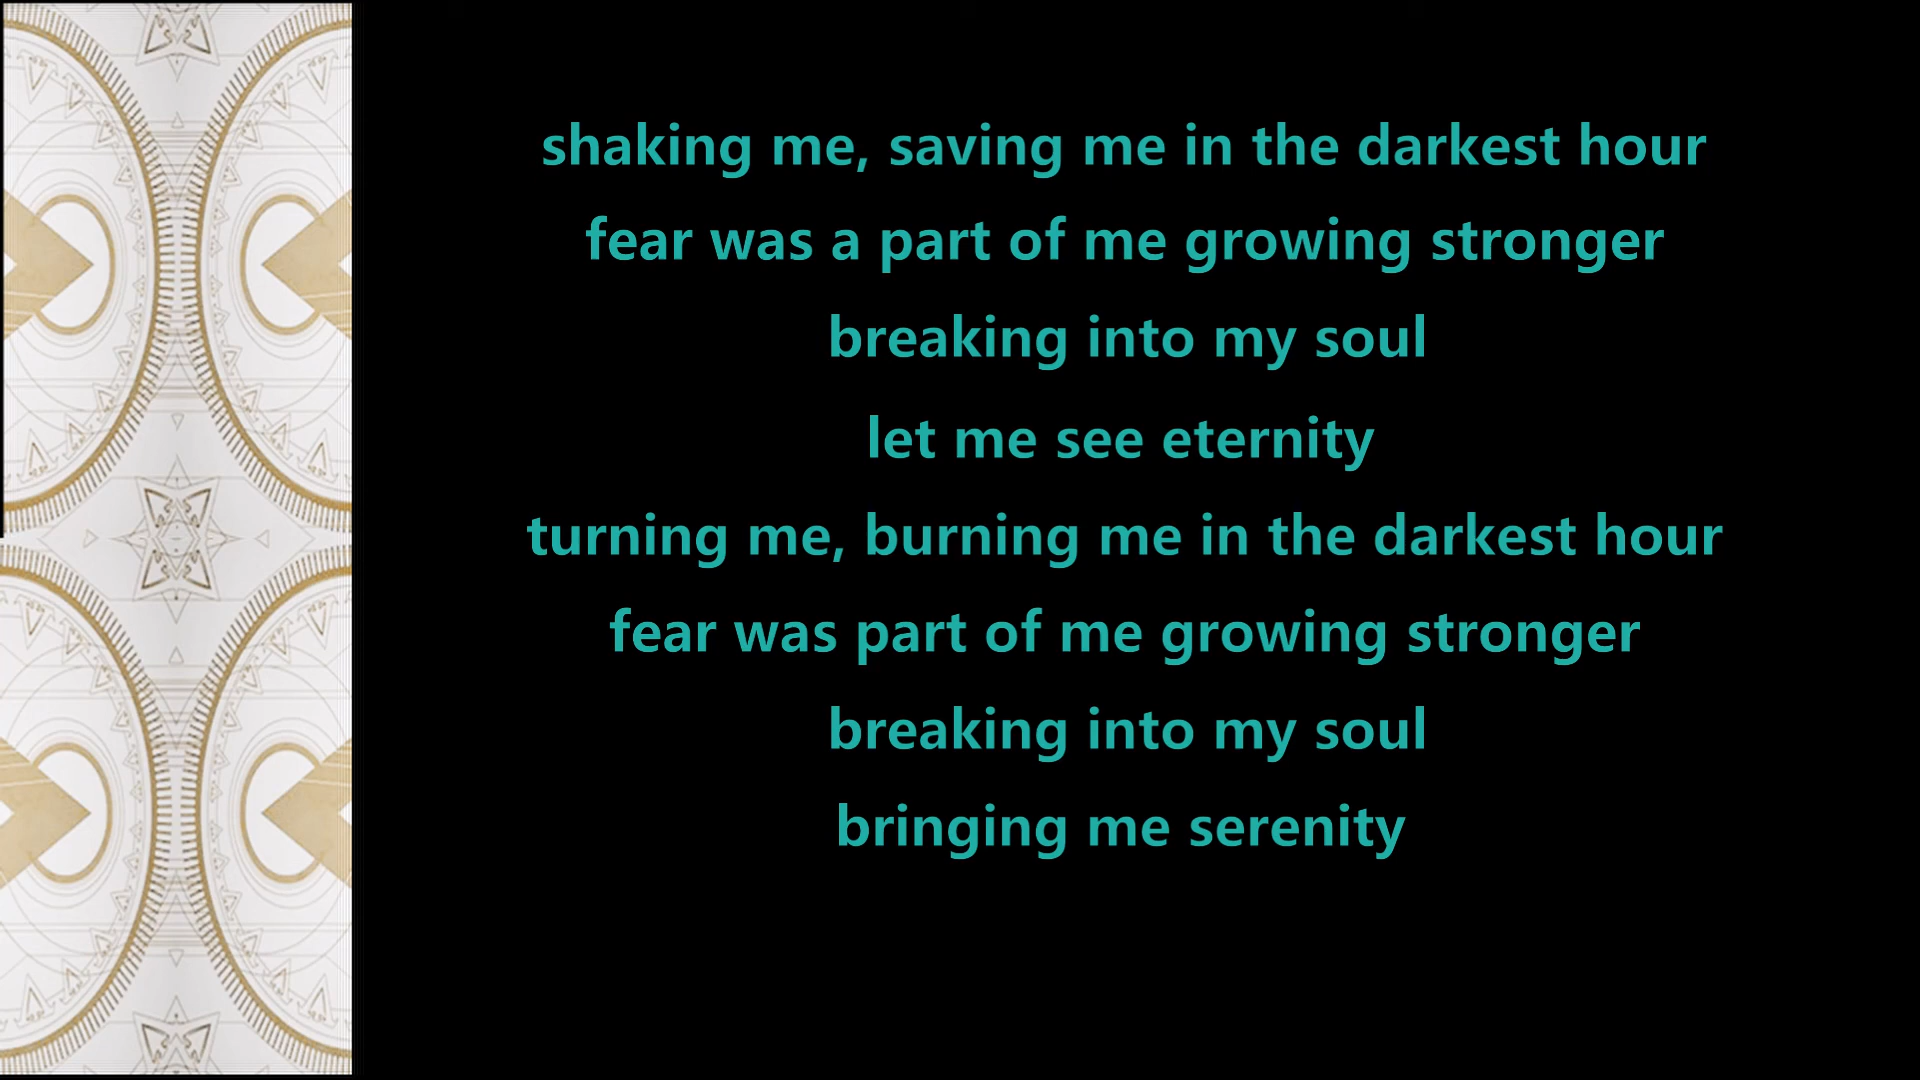 shaking me, saving me in the darkest hour
fear was a part of me growing stronger
breaking into my soul
let me see eternity
turning me, burning me in the darkest hour
fear was part of me growing stronger
breaking into my soul
bringing me serenity